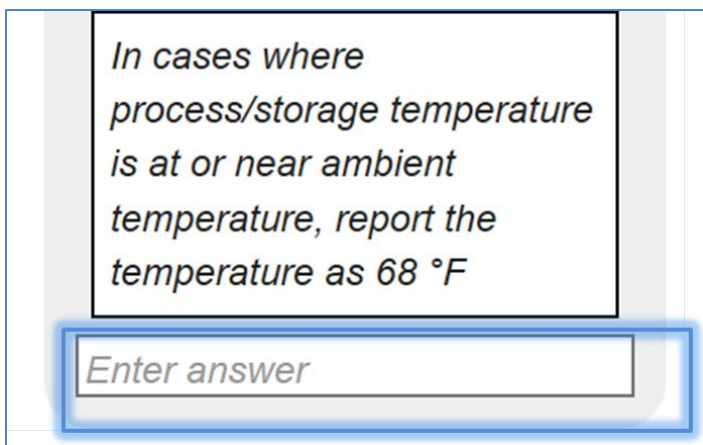 In cases where
process/storage temperature
is at or near ambient
temperature, report the
temperature as 68 °F
Enter answer